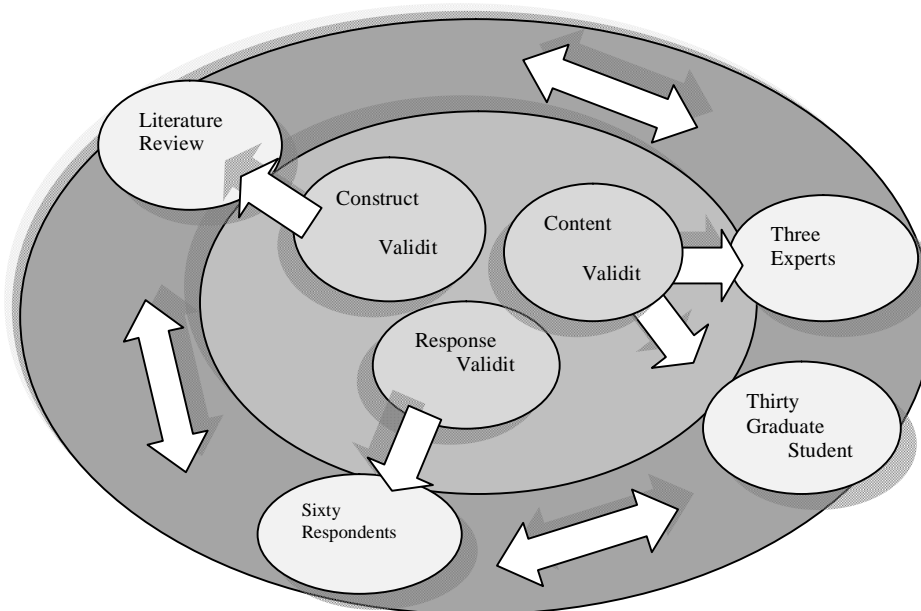 Literature
Review
Construct
Validit
Content
Validit
Three
Experts
Response
Validit
Thirty
Graduate
Student
Sixty
Respondents